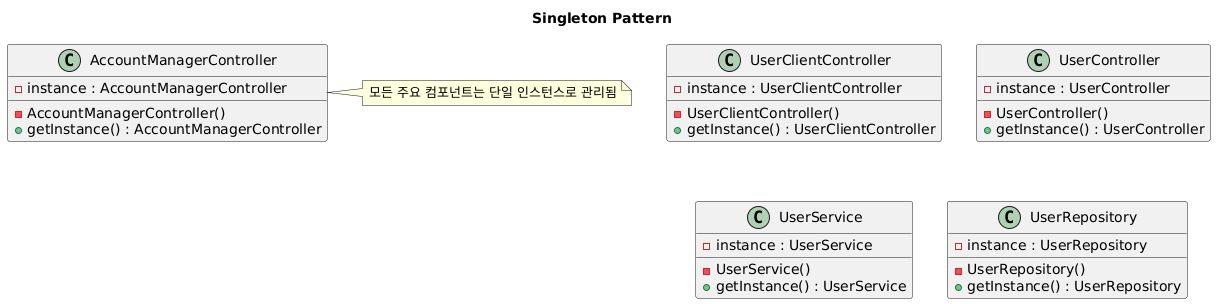 Singleton Pattern
C AccountManagerController
instance : AccountManagerController
AccountManagerController()
getInstance() : AccountManagerController
모든 주요 컴포넌트는 단일 인스턴스로 관리됨
C UserClientController
instance : UserClientController
UserClientController()
getInstance() : UserClientController
C UserController
instance : UserController
UserController()
getInstance() : UserController
C UserService
instance : UserService
UserService()
getInstance() : UserService
C UserRepository
instance : UserRepository
UserRepository()
getInstance() : UserRepository